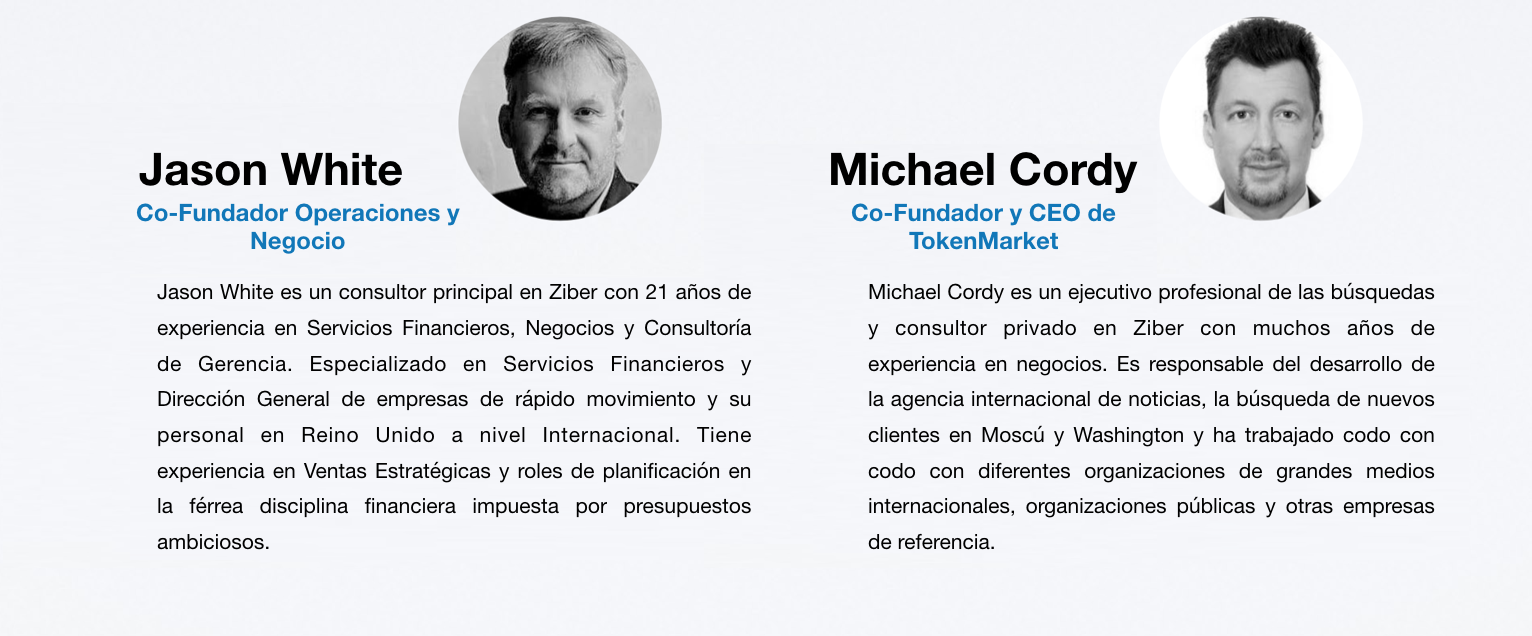 Jason White
Co-Fundador Operaciones y
Negocio
Jason White es un consultor principal en Ziber con 21 años de
experiencia en Servicios Financieros, Negocios y Consultoría
de Gerencia. Especializado en Servicios Financieros y
Dirección General de empresas de rápido movimiento y su
personal en Reino Unido a nivel Internacional. Tiene
experiencia en Ventas Estratégicas y roles de planificación en
la férrea disciplina financiera impuesta por presupuestos
ambiciosos.
Michael Cordy
Co-Fundador y CEO de
TokenMarket
Michael Cordy es un ejecutivo profesional de las búsquedas
y consultor privado en Ziber con muchos años de
experiencia en negocios. Es responsable del desarrollo de
la agencia internacional de noticias, la búsqueda de nuevos
clientes en Moscú y Washington y ha trabajado codo con
codo con diferentes organizaciones de grandes medios
internacionales, organizaciones públicas y otras empresas
de referencia.